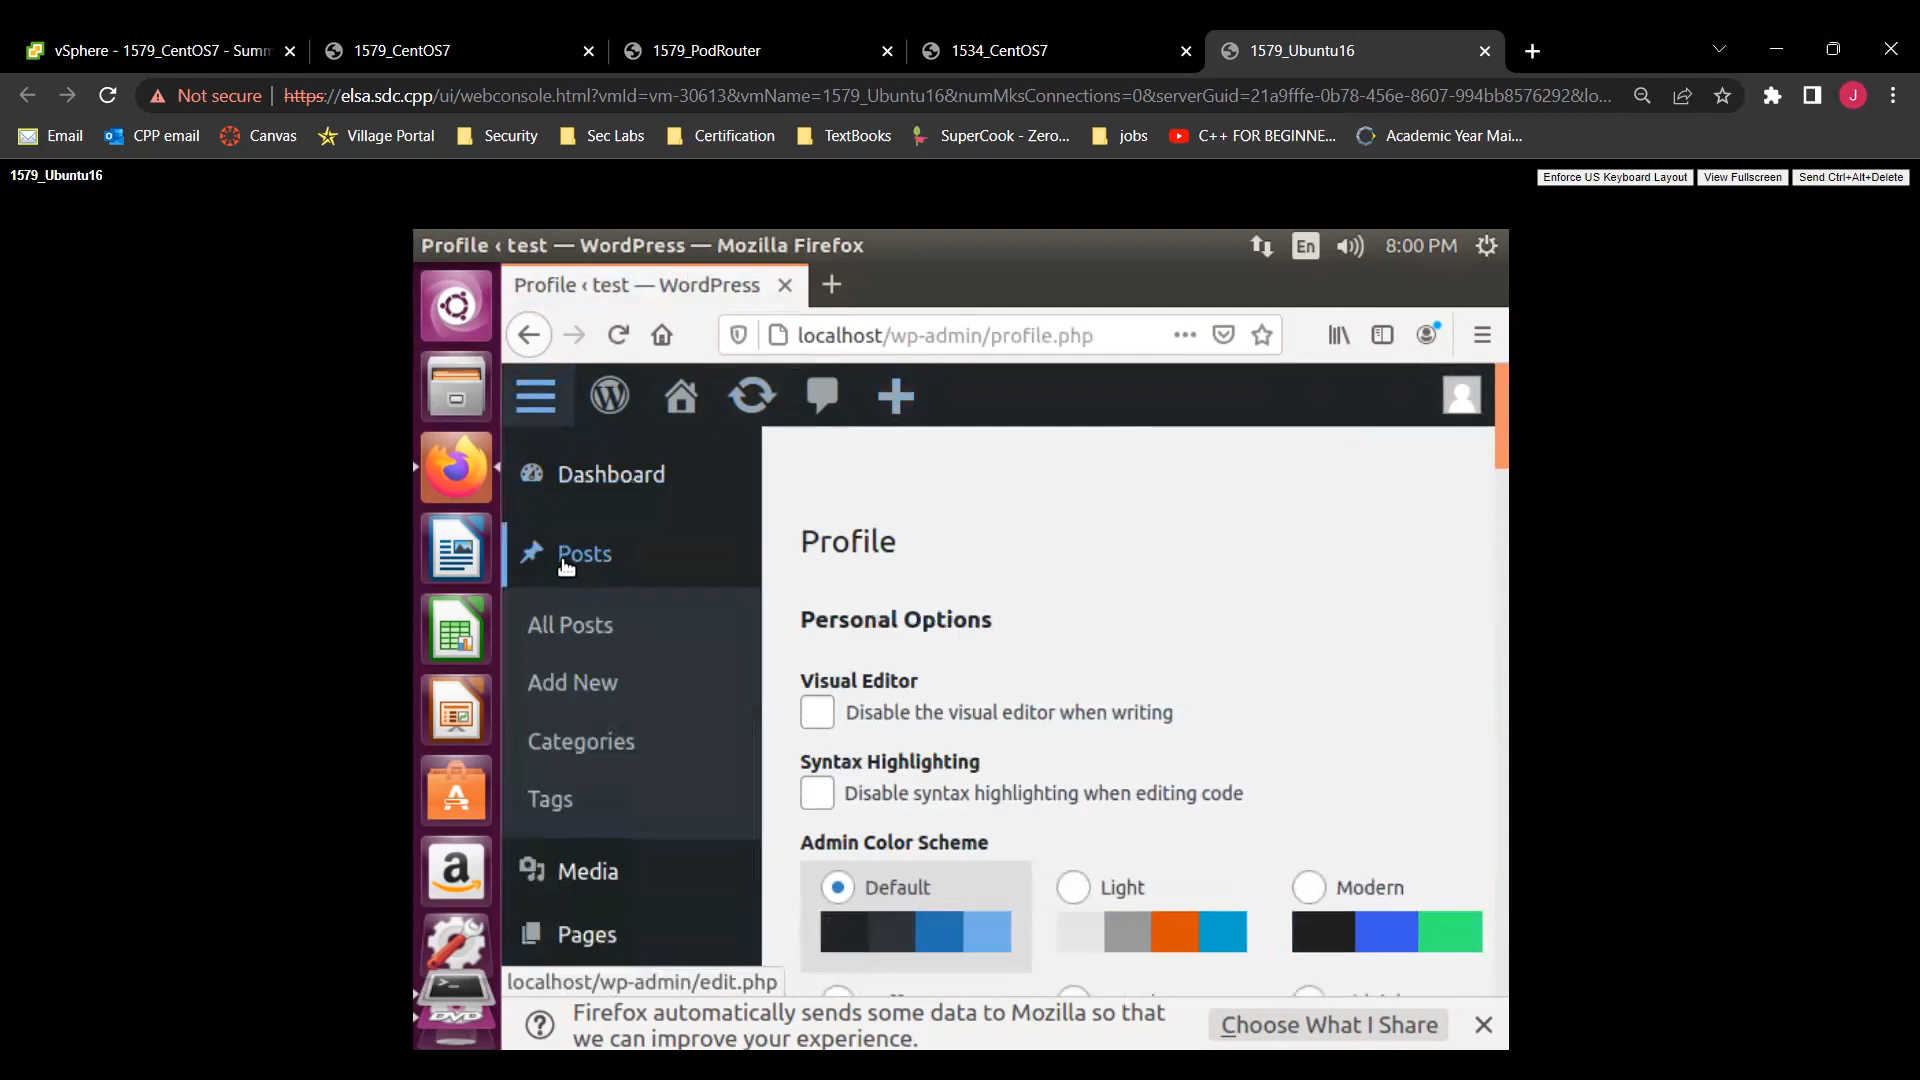 vSphere - 1579_CentOS7 - Summ
1579_CentOS7
1579_PodRouter
1534_CentOS7
1579_Ubuntu16
Not secure
https://elsa.sdc.cpp/ui/webconsole.html?vmId=vm-30613&vmName=1579_Ubuntu16&numMksConnections=0&serverGuid=21a9fffe-0b78-456e-8607-994bb8576292&lo...
J
Email
CPP email
Canvas
Village Portal
Security
Sec Labs
Certification
TextBooks
SuperCook - Zero...
jobs
C++ FOR BEGINNE...
Academic Year Mai...
1579_Ubuntu16
Enforce US Keyboard Layout
View Fullscreen
Send Ctrl+Alt+Delete
Profile ‹ test — WordPress — Mozilla Firefox
En
8:00 PM
Profile ‹ test — WordPress
localhost/wp-admin/profile.php
Dashboard
Posts
All Posts
Add New
Categories
Tags
Media
Pages
Profile
Personal Options
Visual Editor
Disable the visual editor when writing
Syntax Highlighting
Disable syntax highlighting when editing code
Admin Color Scheme
Default
Light
Modern
localhost/wp-admin/edit.php
Firefox automatically sends some data to Mozilla so that
we can improve your experience.
Choose What I Share